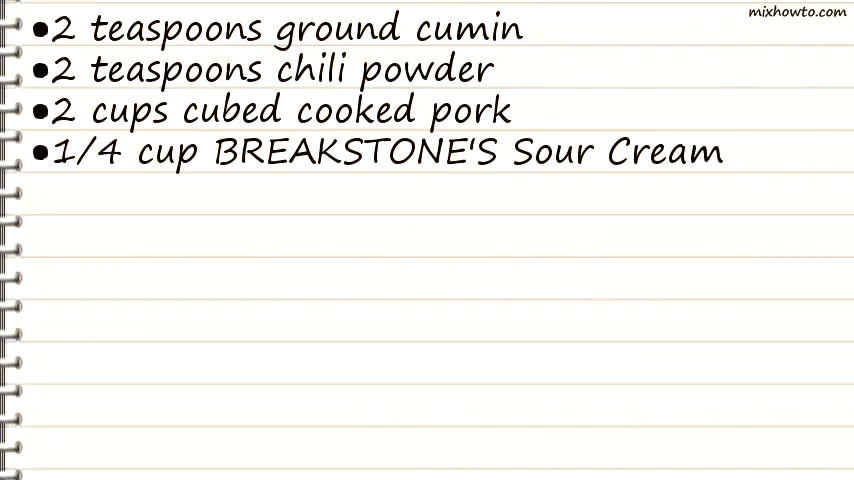 mixhowto.com
•2 teaspoons ground cumin
•2 teaspoons chili powder
•2 cups cubed cooked pork
•1/4 cup BREAKSTONE'S Sour Cream